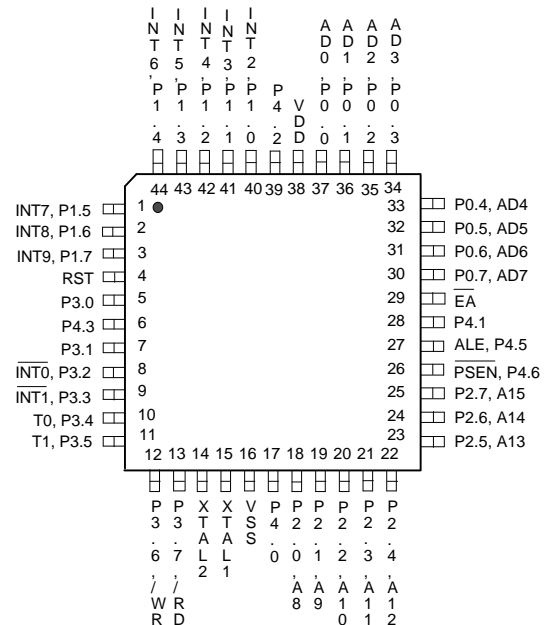 INT6,P1.4
INT5,P1.3
INT4,P1.2
INT3,P1.1
INT2,P1.0
P4.2
VDD
AD0,P0.0
AD1,P0.1
AD2,P0.2
AD3,P0.3
44 43 42 41 40 39 38 37 36 35 34
INT7, P1.5 1
INT8, P1.6 2
INT9, P1.7 3
RST 4
P3.0 5
P4.3 6
P3.1 7
INT0, P3.2 8
INT1, P3.3 9
T0, P3.4 10
T1, P3.5 11
33 P0.4, AD4
32 P0.5, AD5
31 P0.6, AD6
30 P0.7, AD7
29 EA
28 P4.1
27 ALE, P4.5
26 PSEN, P4.6
25 P2.7, A15
24 P2.6, A14
23 P2.5, A13
12 13 14 15 16 17 18 19 20 21 22
P3.6,/WR
P3.7,/RD
XTAL2
XTAL1
VSS
P4.0
P2.0,A8
P2.1,A9
P2.2,A10
P2.3,A11
P2.4,A12